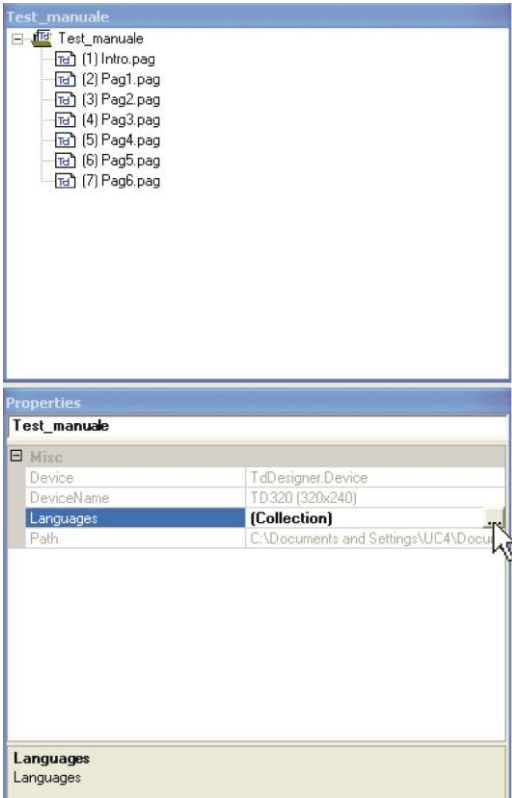 Test_manuale
Test_manuale
(1) Intro.pag
(2) Pag1.pag
(3) Pag2.pag
(4) Pag3.pag
(5) Pag4.pag
(6) Pag5.pag
(7) Pag6.pag
Properties
Test_manuale
Misc
Device TdDesigner.Device
DeviceName TD320 (320x240)
Languages (Collection) ...
Path C:\Documents and Settings\UC4\Docu
Languages
Languages